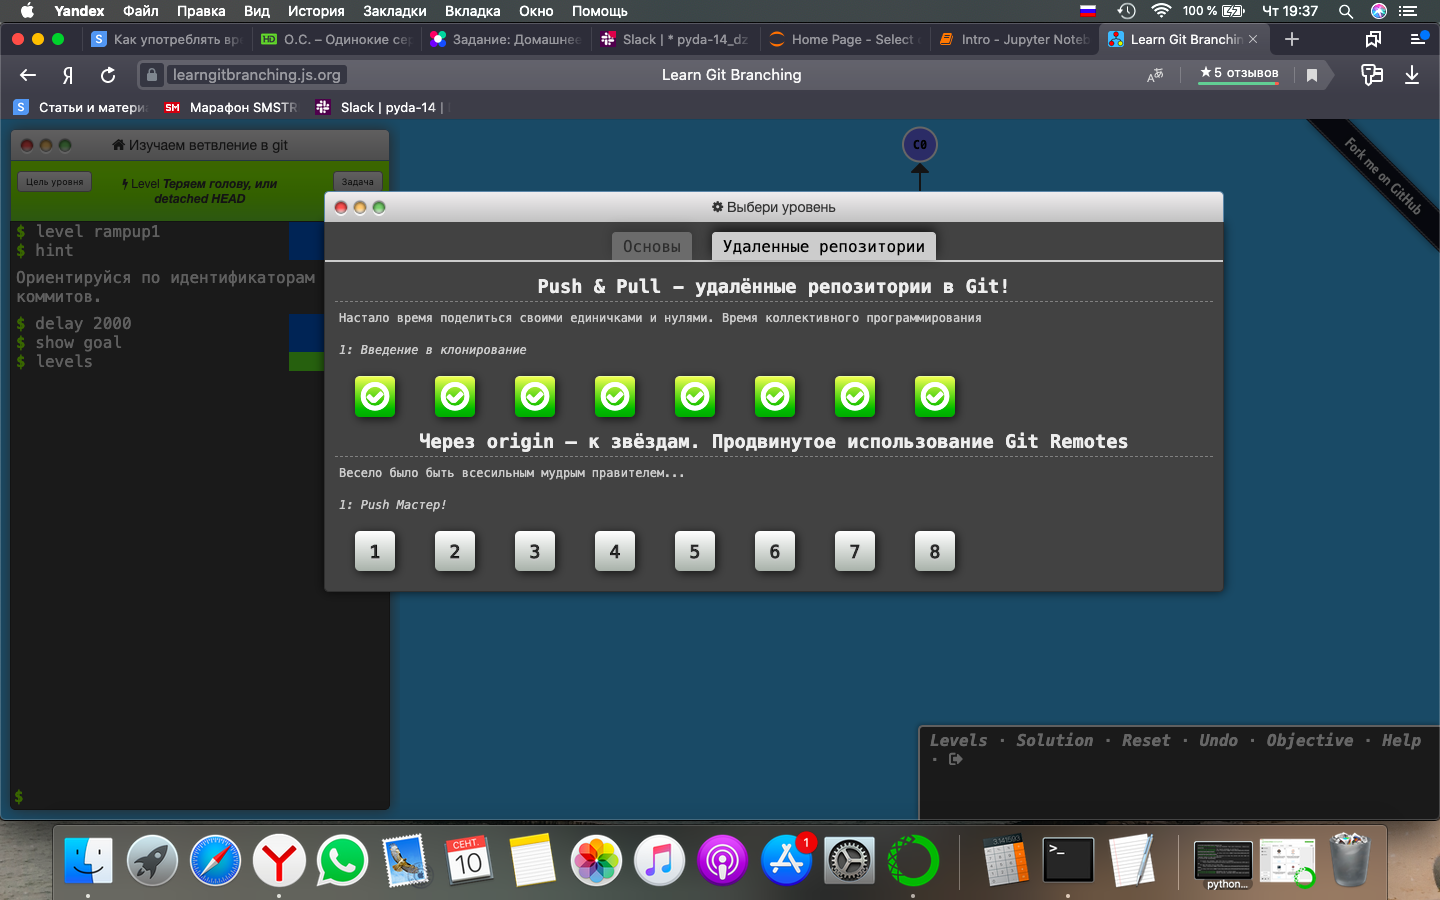 Yandex Файл Правка Вид История Закладки Вкладка Окно Помощь 100 % Чт 19:37
S Как употреблять вр HD О.С. – Одинокие сер Задание: Домашнее Slack | * pyda-14_dz Home Page - Select Intro - Jupyter Noteb Learn Git Branchin
Я learngitbranching.js.org Learn Git Branching ★5 отзывов
S Статьи и матери SM Марафон SMSTR Slack | pyda-14 |
Изучаем ветвление в git
Цель уровня
Level Теряем голову, или
detached HEAD
Задача
$ level rampup1
$ hint
Ориентируйся по идентификаторам
коммитов.
$ delay 2000
$ show goal
$ levels
$
C0
Fork me on GitHub
Выбери уровень
Основы Удаленные репозитории
Push & Pull – удалённые репозитории в Git!
Настало время поделиться своими единичками и нулями. Время коллективного программирования
1: Введение в клонирование
Через origin – к звёздам. Продвинутое использование Git Remotes
Весело было быть всесильным мудрым правителем...
1: Push Мастер!
1 2 3 4 5 6 7 8
Levels · Solution · Reset · Undo · Objective · Help
·
СЕНТ.
10
1
>_
python...